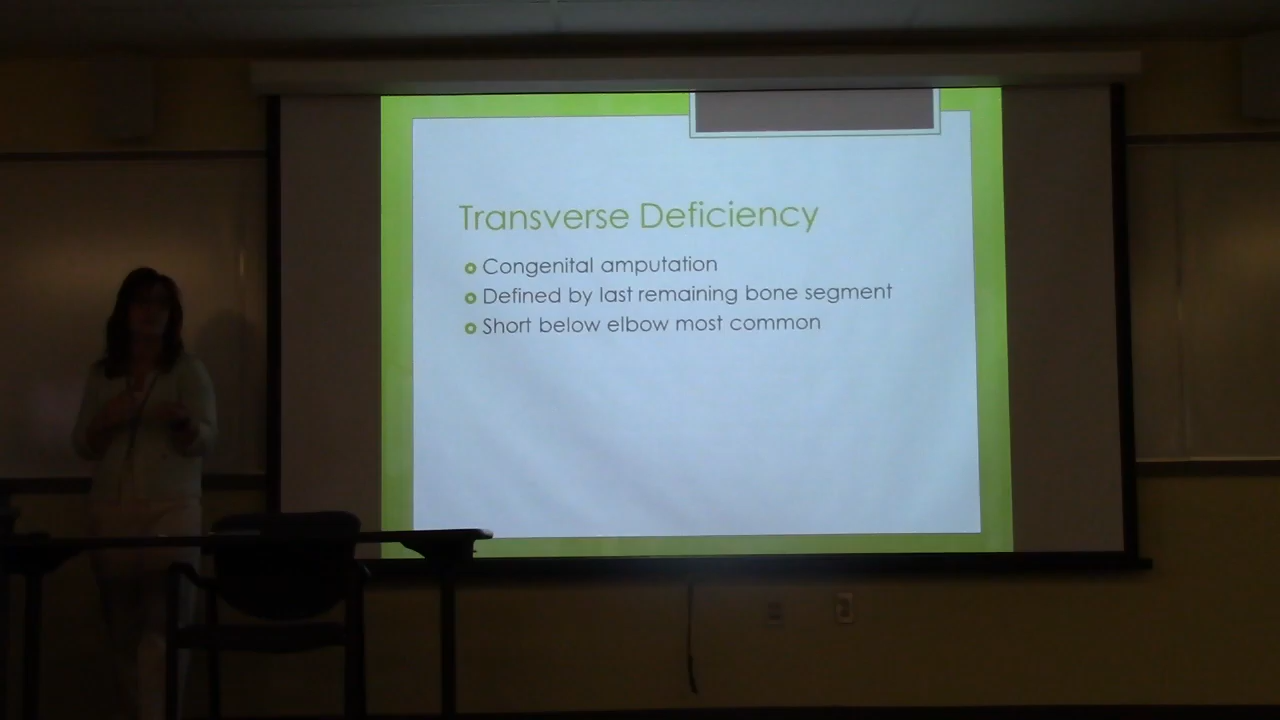 Transverse Deficiency
Congenital amputation
Defined by last remaining bone segment
Short below elbow most common